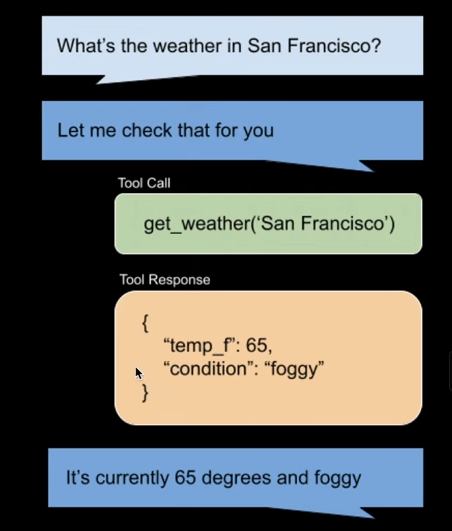 What’s the weather in San Francisco?
Let me check that for you
Tool Call
get_weather(‘San Francisco’)
Tool Response
{
“temp_f”: 65,
“condition”: “foggy”
}
It’s currently 65 degrees and foggy